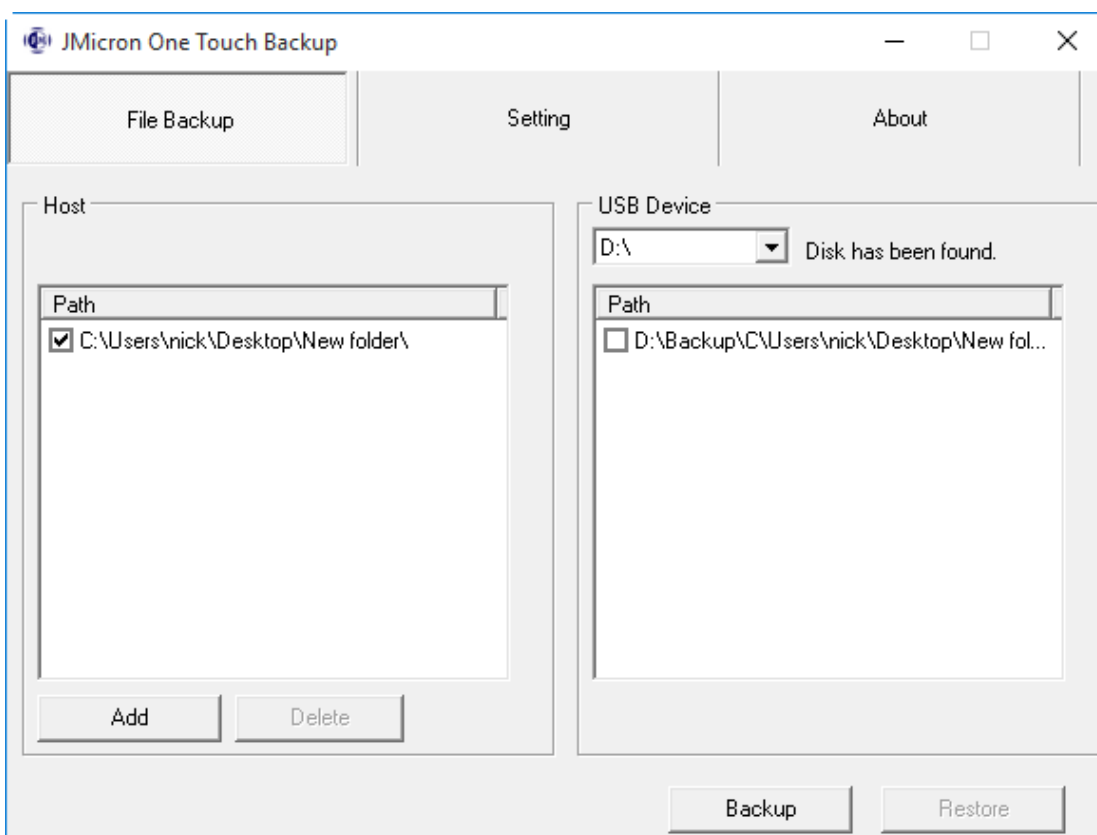 JMicron One Touch Backup
File Backup
Setting
About
Host
USB Device
D:\
Disk has been found.
Path
Path
C:\Users\nick\Desktop\New folder\
D:\Backup\C\Users\nick\Desktop\New fol...
Add
Delete
Backup
Restore